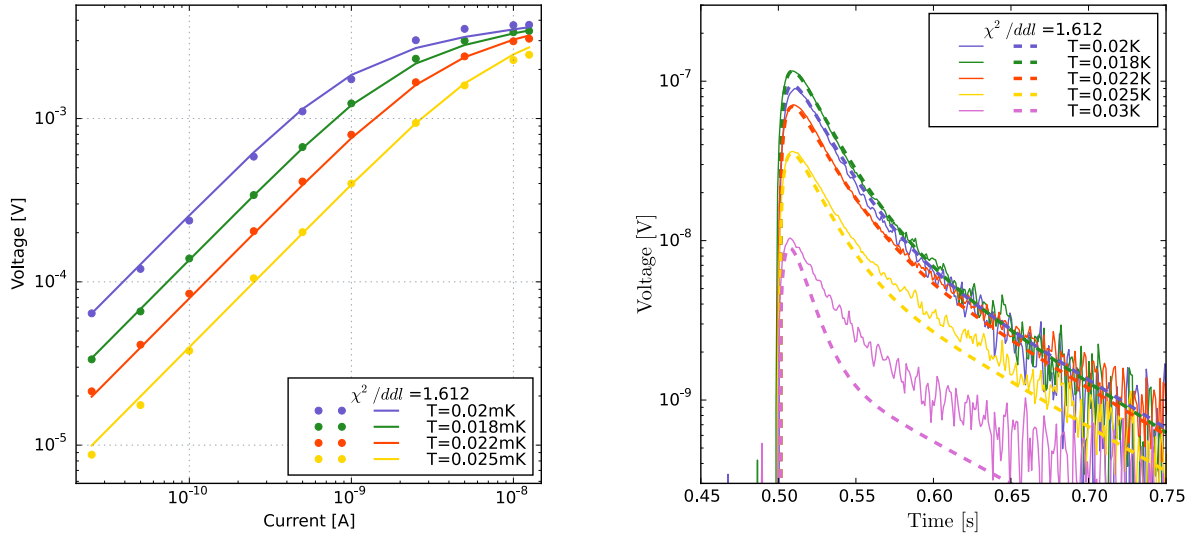 10⁻³
10⁻⁴
10⁻⁵
Voltage [V]
10⁻¹⁰
10⁻⁹
10⁻⁸
Current [A]
χ² /ddl =1.612
T=0.02mK
T=0.018mK
T=0.022mK
T=0.025mK
10⁻⁷
10⁻⁸
10⁻⁹
Voltage [V]
χ² /ddl =1.612
T=0.02K
T=0.018K
T=0.022K
T=0.025K
T=0.03K
0.45
0.50
0.55
0.60
0.65
0.70
0.75
Time [s]